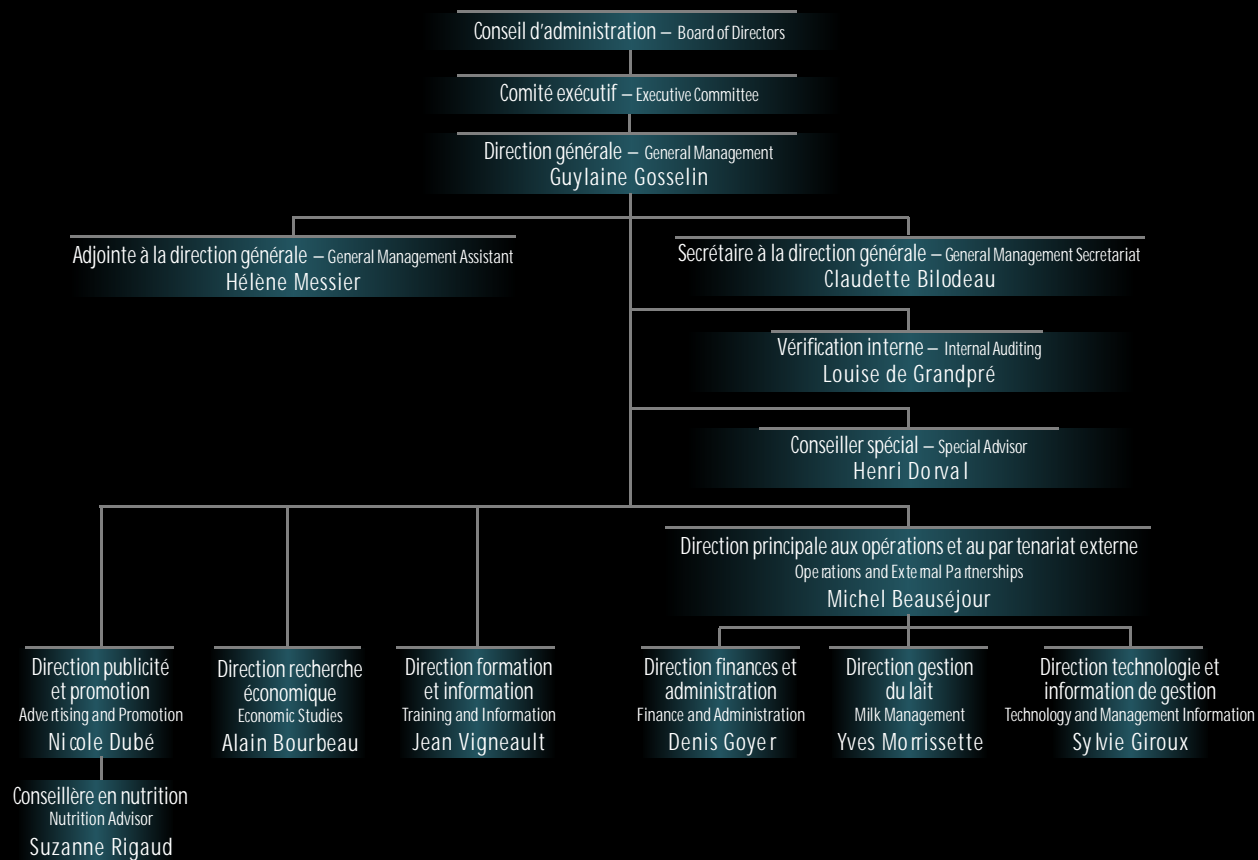 Conseil d'administration – Board of Directors
Comité exécutif – Executive Committee
Direction générale – General Management
Guylaine Gosselin
Adjointe à la direction générale – General Management Assistant
Hélène Messier
Secrétaire à la direction générale – General Management Secretariat
Claudette Bilodeau
Vérification interne – Internal Auditing
Louise de Grandpré
Conseiller spécial – Special Advisor
Henri Dorval
Direction principale aux opérations et au partenariat externe
Operations and External Partnerships
Michel Beauséjour
Direction publicité
et promotion
Advertising and Promotion
Nicole Dubé
Direction recherche
économique
Economic Studies
Alain Bourbeau
Direction formation
et information
Training and Information
Jean Vigneault
Direction finances et
administration
Finance and Administration
Denis Goyer
Direction gestion
du lait
Milk Management
Yves Morrissette
Direction technologie et
information de gestion
Technology and Management Information
Sylvie Giroux
Conseillère en nutrition
Nutrition Advisor
Suzanne Rigaud